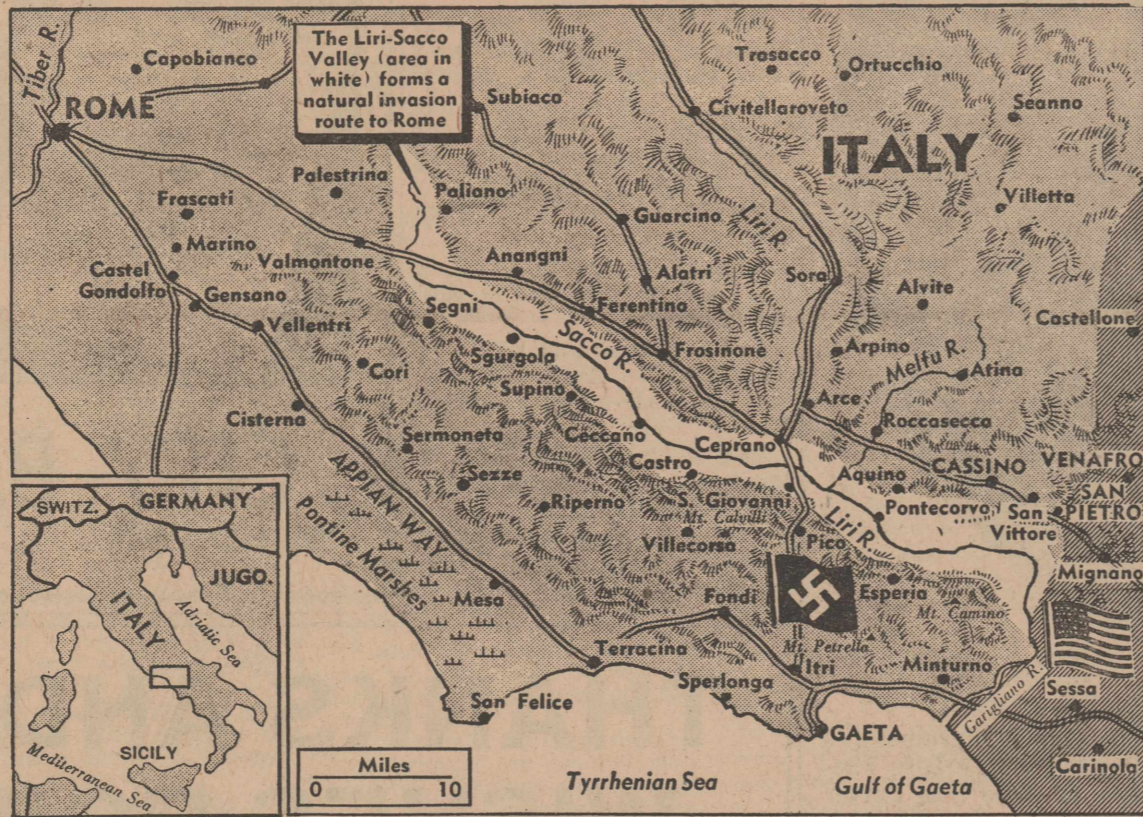 The Liri-Sacco
Valley (area in
white) forms a
natural invasion
route to Rome
Tiber R.
Capobianco
ROME
Subiaco
Trosacco
Ortucchio
Civitellaroveto
Seanno
ITALY
Palestrina
Paliano
Frascati
Guarcino
Liri R.
Villetta
Marino
Valmontone
Anangni
Alatri
Sora
Castel
Gondolfo
Gensano
Segni
Ferentino
Alvite
Vellentri
Sacco R.
Castellone
Sgurgola
Frosinone
Arpino
Melfu R.
Cori
Supino
Atina
Cisterna
Arce
Roccasecca
Sermoneta
Ceccano
Ceprano
APPIAN WAY
Sezze
Castro
Aquino
CASSINO
VENAFRO
Riperno
S. Giovanni
Mt. Calvilli
Liri R.
Pontecorvo
San
Vittore
SAN
PIETRO
Pontine Marshes
Villecorsa
Pico
Mignano
Mesa
Fondi
Esperia
Mt. Camino
Mt. Petrella
Terracina
Itri
Minturno
Garigliano R.
San Felice
Sperlonga
Sessa
GAETA
Carinola
Miles
0 10
Tyrrhenian Sea
Gulf of Gaeta
SWITZ.
GERMANY
JUGO.
ITALY
Adriatic Sea
SICILY
Mediterranean Sea